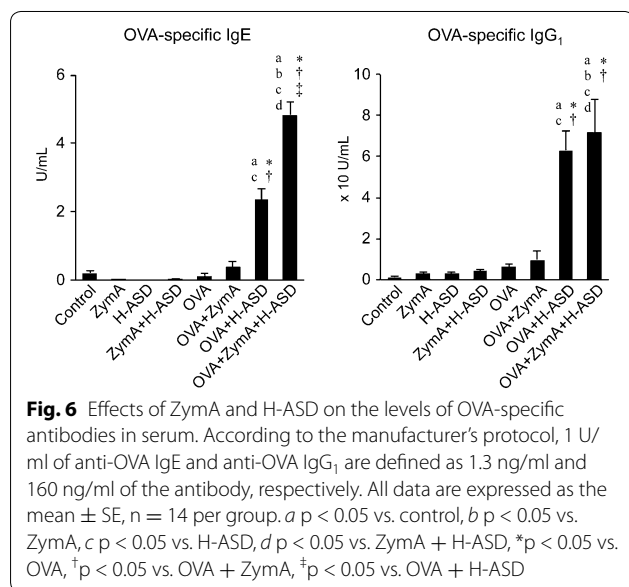 OVA-specific IgE
OVA-specific IgG₁
6
4
2
0
U/mL
a *
b †
c ‡
d
a *
c †
Control
ZymA
H-ASD
ZymA+H-ASD
OVA
OVA+ZymA
OVA+H-ASD
OVA+ZymA+H-ASD
10
8
6
4
2
0
x 10 U/mL
a *
b †
c
d
a *
c †
Control
ZymA
H-ASD
ZymA+H-ASD
OVA
OVA+ZymA
OVA+H-ASD
OVA+ZymA+H-ASD
Fig. 6 Effects of ZymA and H-ASD on the levels of OVA-specific
antibodies in serum. According to the manufacturer’s protocol, 1 U/
ml of anti-OVA IgE and anti-OVA IgG₁ are defined as 1.3 ng/ml and
160 ng/ml of the antibody, respectively. All data are expressed as the
mean ± SE, n = 14 per group. a p < 0.05 vs. control, b p < 0.05 vs.
ZymA, c p < 0.05 vs. H-ASD, d p < 0.05 vs. ZymA + H-ASD, *p < 0.05 vs.
OVA, †p < 0.05 vs. OVA + ZymA, ‡p < 0.05 vs. OVA + H-ASD